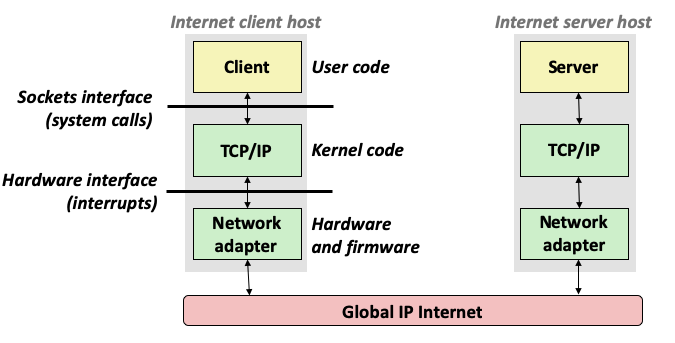 Internet client host
Internet server host
Client
User code
Server
Sockets interface
(system calls)
TCP/IP
Kernel code
TCP/IP
Hardware interface
(interrupts)
Network
adapter
Hardware
and firmware
Network
adapter
Global IP Internet